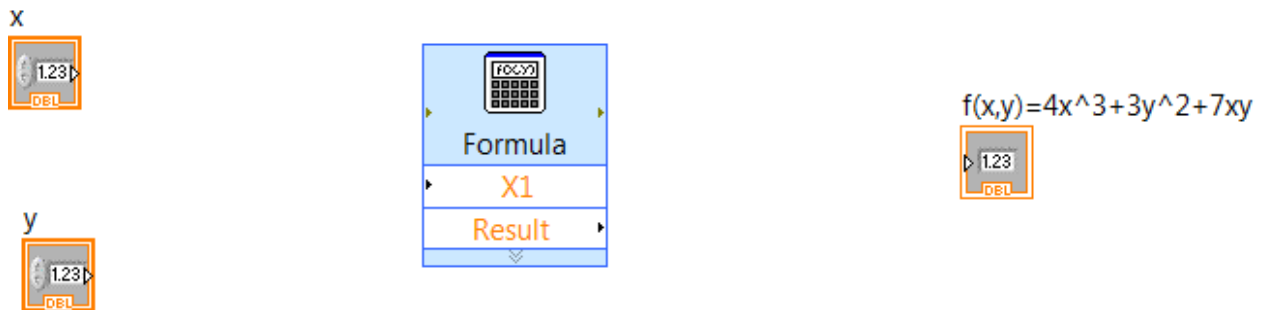 x
1.23
DBL
f(x,y)
Formula
X1
Result
f(x,y)=4x^3+3y^2+7xy
1.23
DBL
y
1.23
DBL